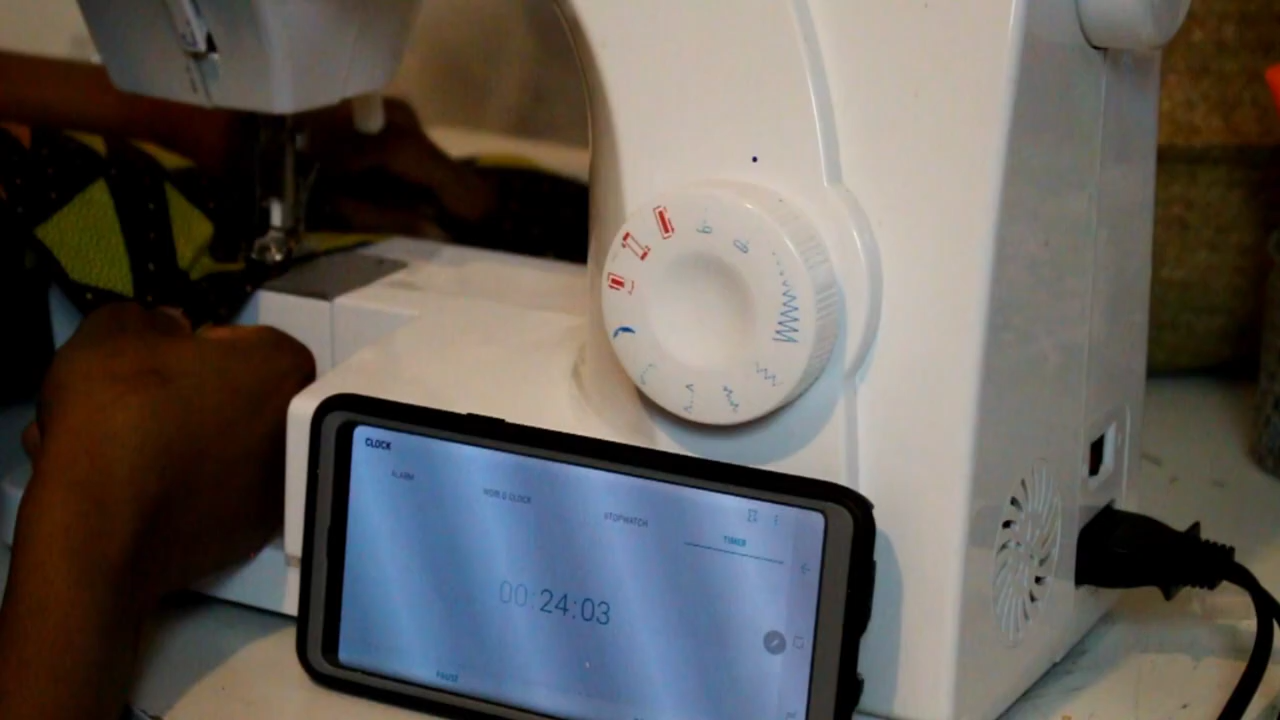 CLOCK
ALARM
WORLD CLOCK
STOPWATCH
TIMER
00:24:03
PAUSE